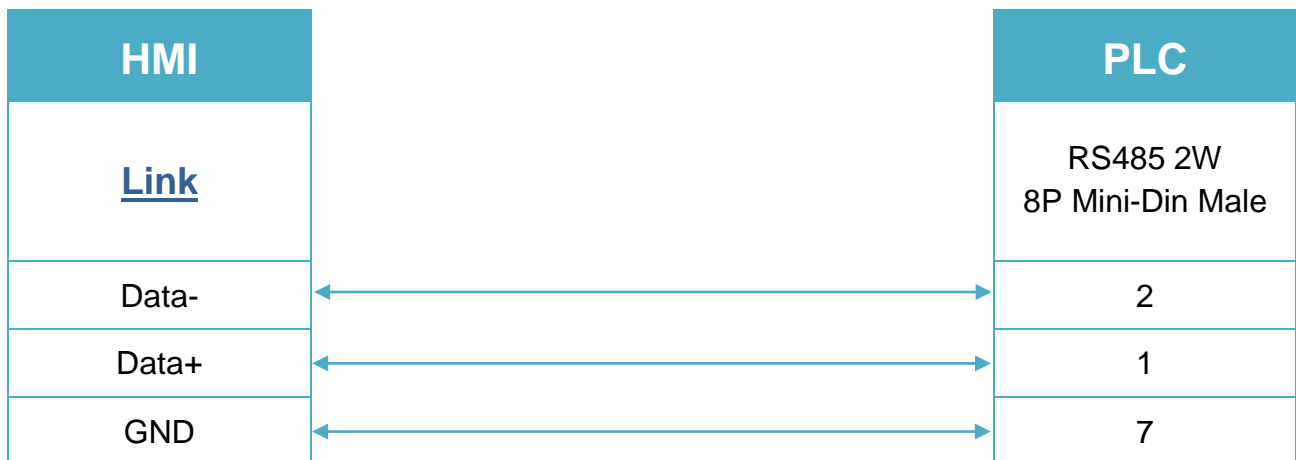 HMI PLC
Link
RS485 2W
8P Mini-Din Male
Data- 2
Data+ 1
GND 7